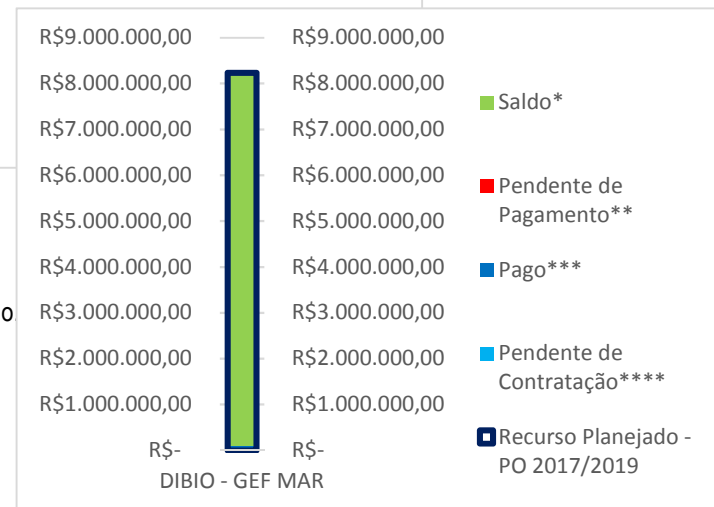 R$9.000.000,00 R$9.000.000,00
R$8.000.000,00 R$8.000.000,00
R$7.000.000,00 R$7.000.000,00
R$6.000.000,00 R$6.000.000,00
R$5.000.000,00 R$5.000.000,00
R$4.000.000,00 R$4.000.000,00
o. R$3.000.000,00 R$3.000.000,00
R$2.000.000,00 R$2.000.000,00
R$1.000.000,00 R$1.000.000,00
R$- R$-
DIBIO - GEF MAR
Saldo*
Pendente de
Pagamento**
Pago***
Pendente de
Contratação****
Recurso Planejado -
PO 2017/2019